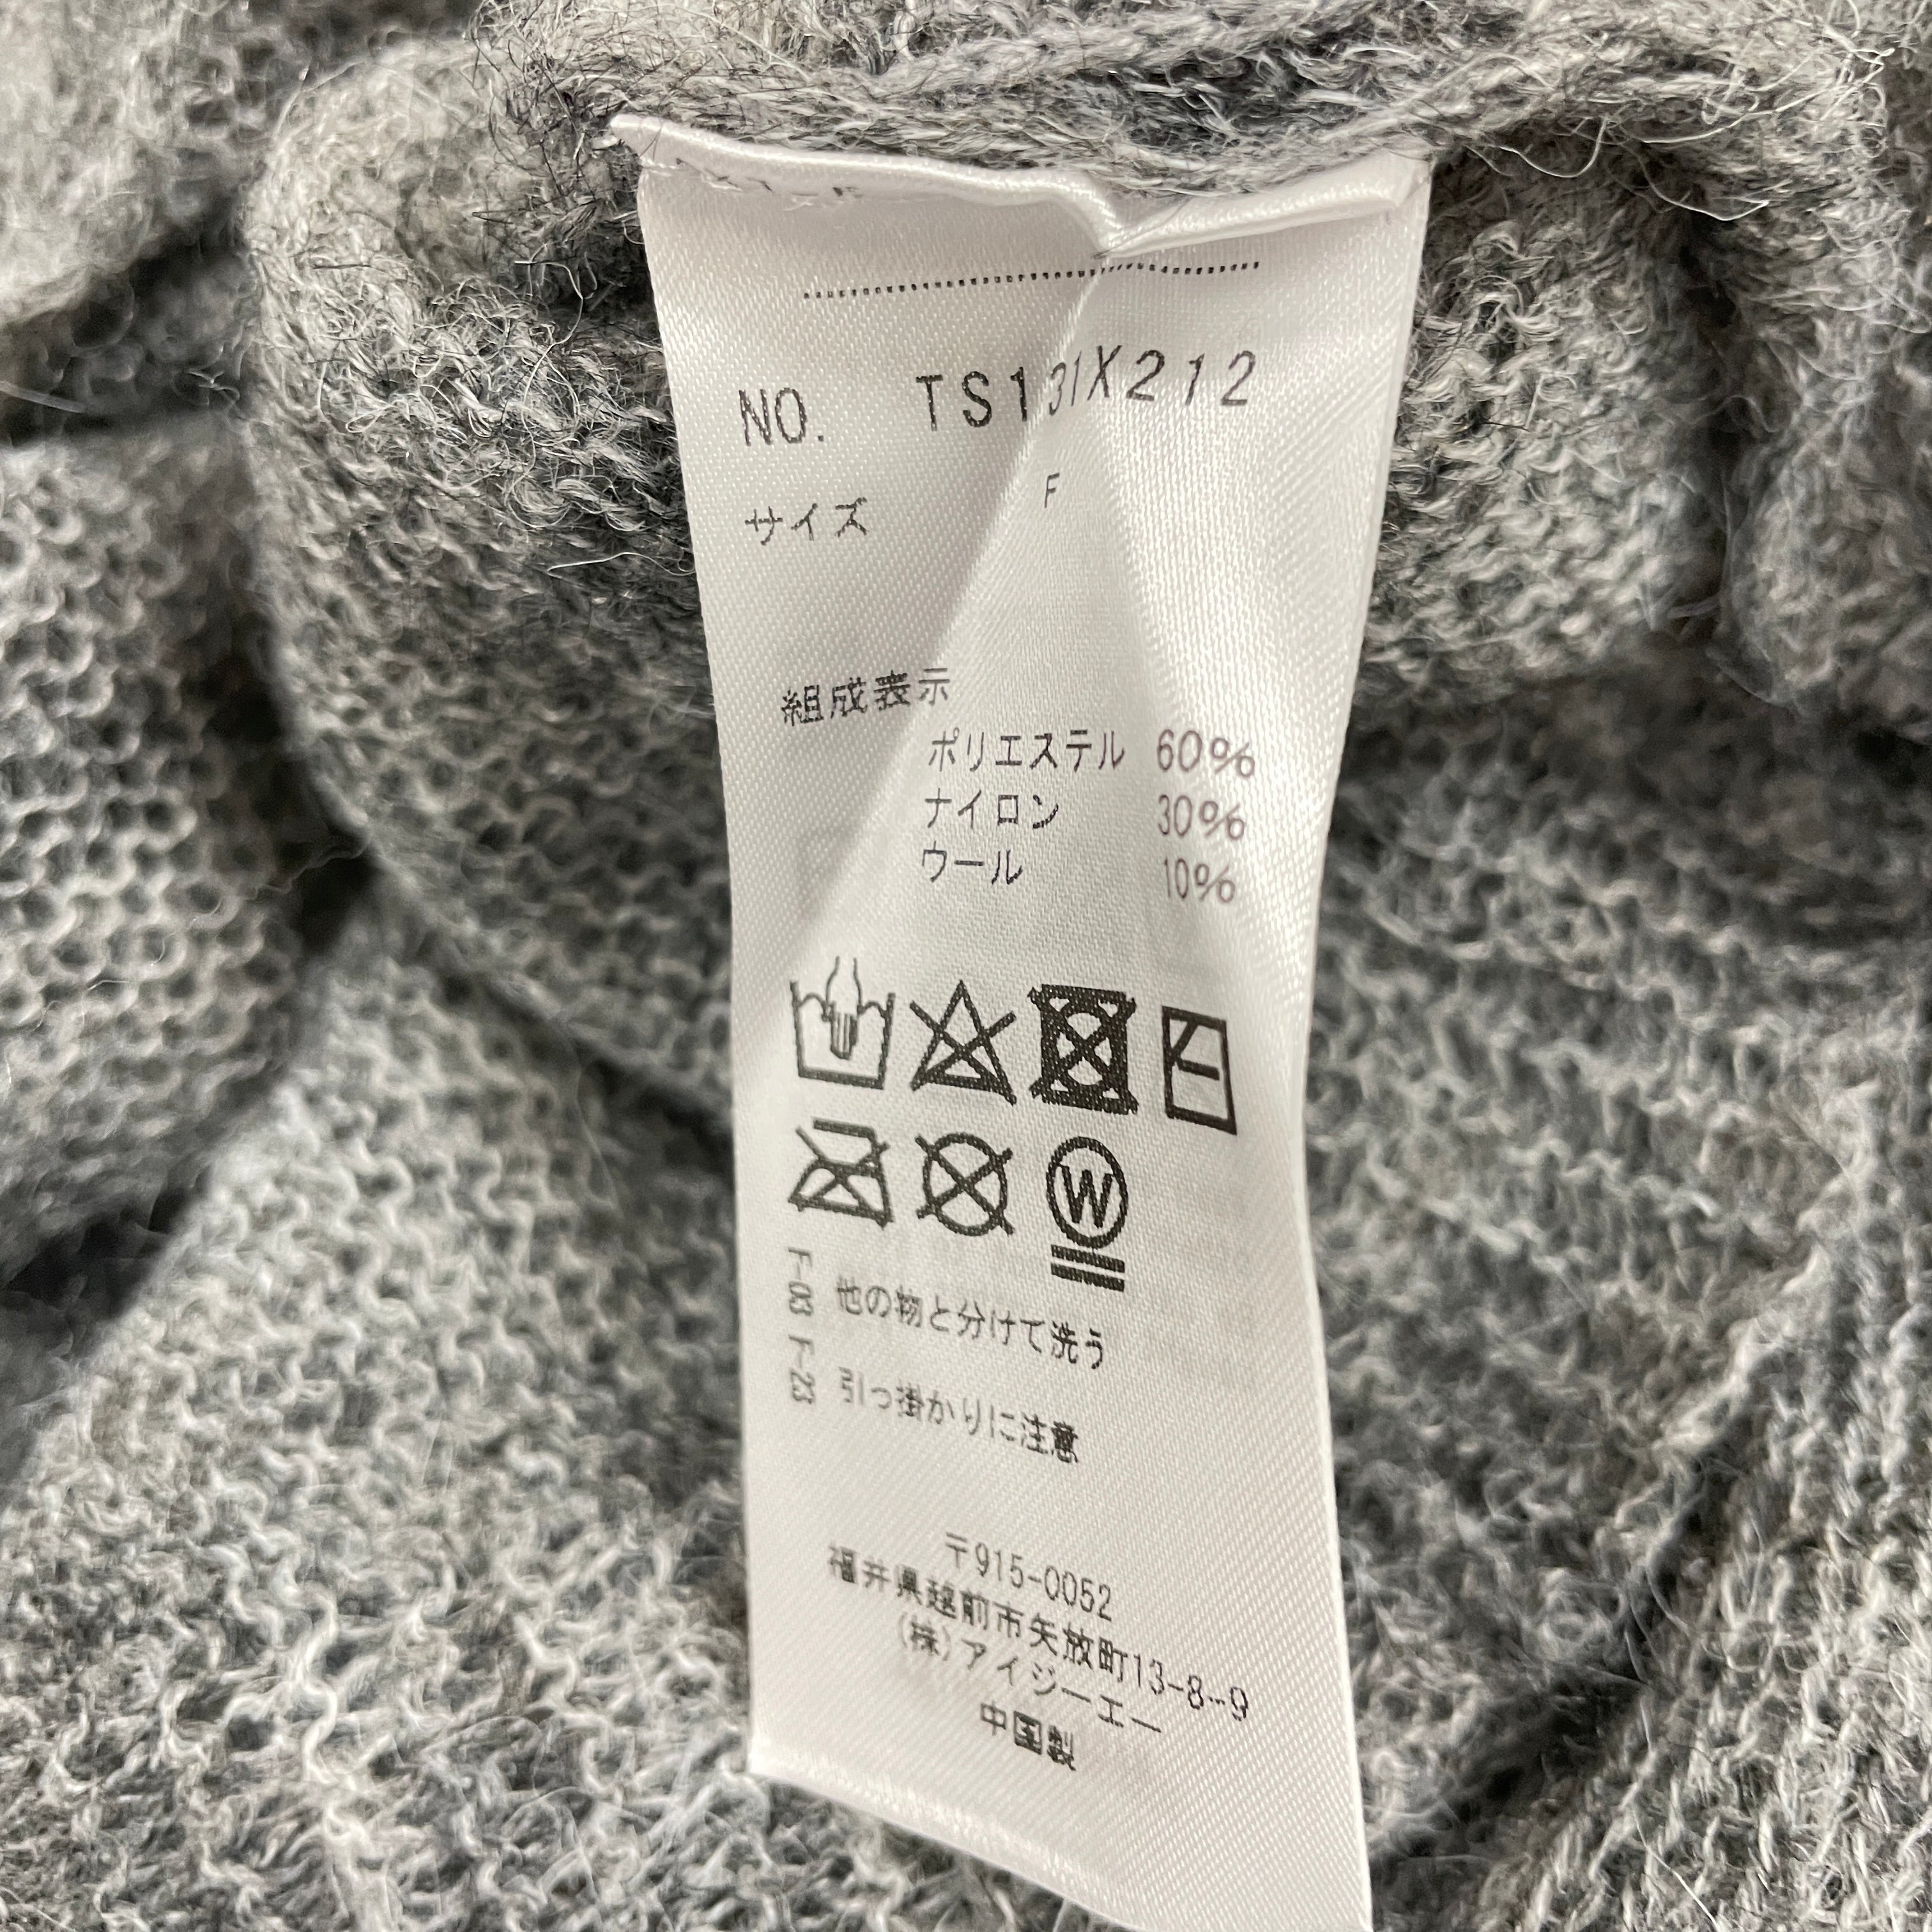 NO. TS131X212
サイズ F
組成表示
ポリエステル 60%
ナイロン 30%
ウール 10%
W
F-03 他の物と分けて洗う
F-23 引っ掛かりに注意
〒915-0052
福井県越前市矢放町13-8-9
(株)アイジーエー
中国製